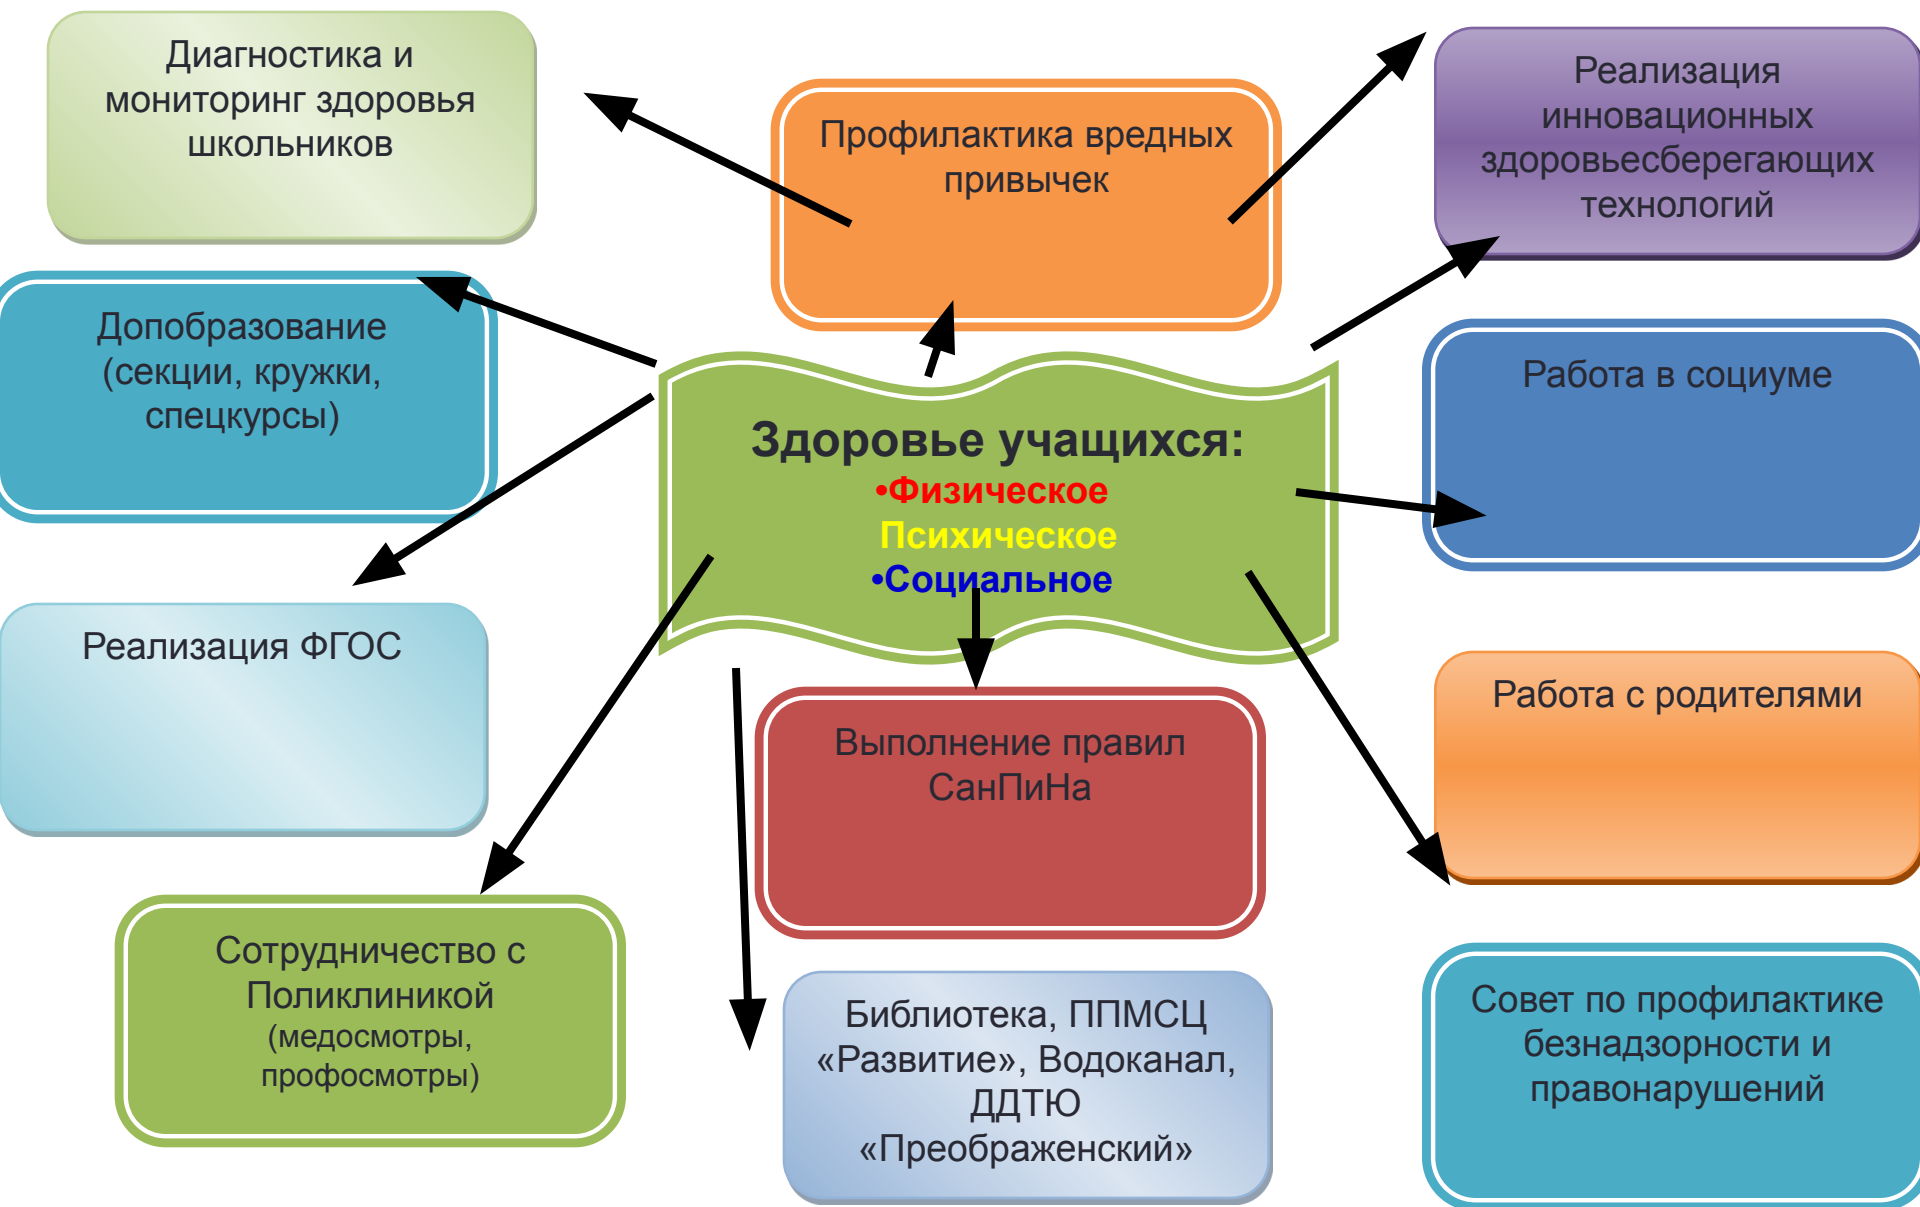 Диагностика и
мониторинг здоровья
школьников
Профилактика вредных
привычек
Реализация
инновационных
здоровьесберегающих
технологий
Допобразование
(секции, кружки,
спецкурсы)
Здоровье учащихся:
•Физическое
Психическое
•Социальное
Работа в социуме
Реализация ФГОС
Выполнение правил
СанПиНа
Работа с родителями
Сотрудничество с
Поликлиникой
(медосмотры,
профосмотры)
Библиотека, ППМСЦ
«Развитие», Водоканал,
ДДТЮ
«Преображенский»
Совет по профилактике
безнадзорности и
правонарушений